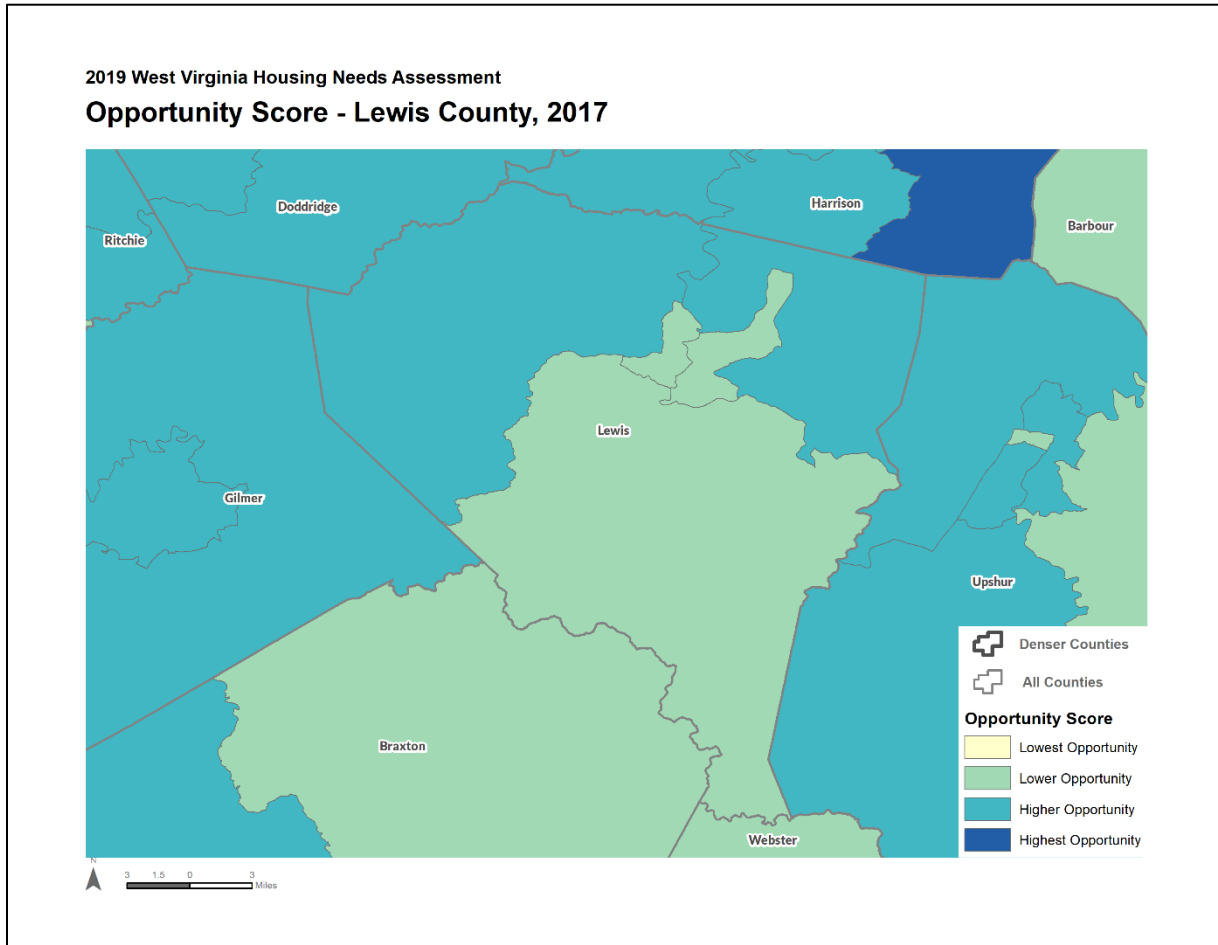 2019 West Virginia Housing Needs Assessment
Opportunity Score - Lewis County, 2017
Doddridge
Harrison
Ritchie
Barbour
Lewis
Gilmer
Upshur
Braxton
Webster
Denser Counties
All Counties
Opportunity Score
Lowest Opportunity
Lower Opportunity
Higher Opportunity
Highest Opportunity
N
3 1.5 0 3
Miles